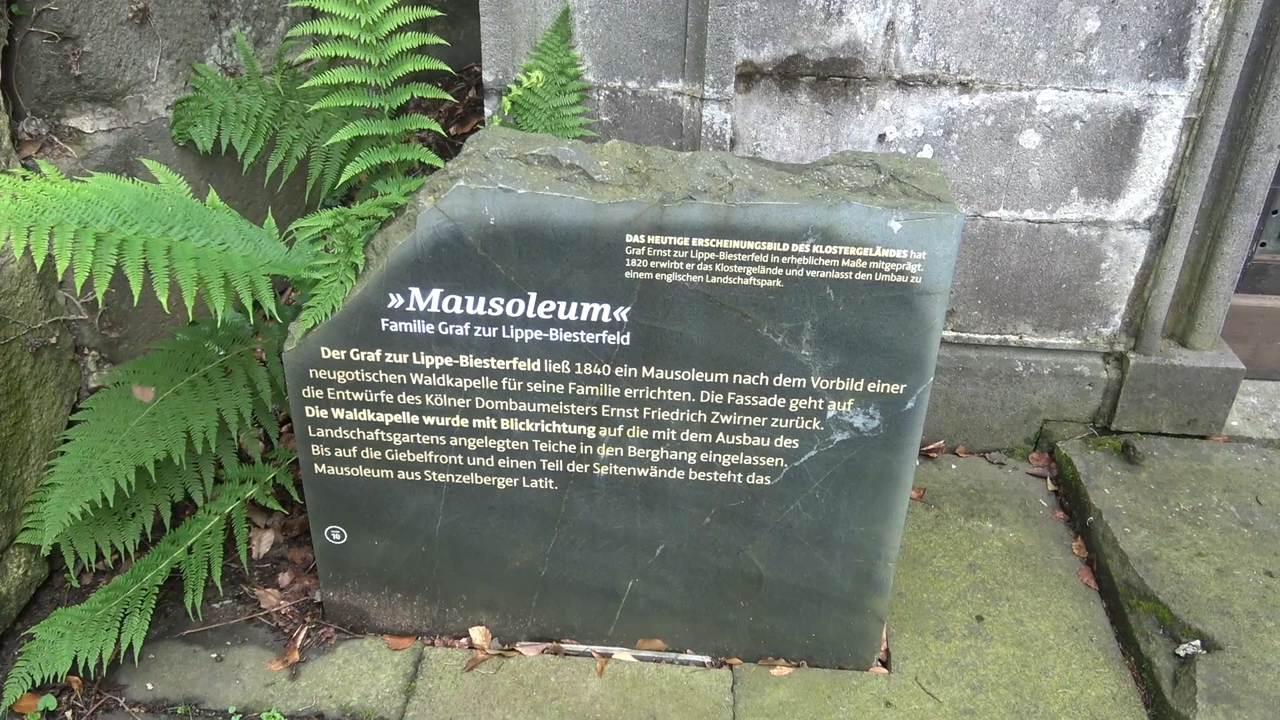 DAS HEUTIGE ERSCHEINUNGSBILD DES KLOSTERGELÄNDES hat
Graf Ernst zur Lippe-Biesterfeld in erheblichem Maße mitgeprägt.
1820 erwirbt er das Klostergelände und veranlasst den Umbau zu
einem englischen Landschaftspark.
»Mausoleum«
Familie Graf zur Lippe-Biesterfeld
Der Graf zur Lippe-Biesterfeld ließ 1840 ein Mausoleum nach dem Vorbild einer
neugotischen Waldkapelle für seine Familie errichten. Die Fassade geht auf
die Entwürfe des Kölner Dombaumeisters Ernst Friedrich Zwirner zurück.
Die Waldkapelle wurde mit Blickrichtung auf die mit dem Ausbau des
Landschaftsgartens angelegten Teiche in den Berghang eingelassen.
Bis auf die Giebelfront und einen Teil der Seitenwände besteht das
Mausoleum aus Stenzelberger Latit.
10